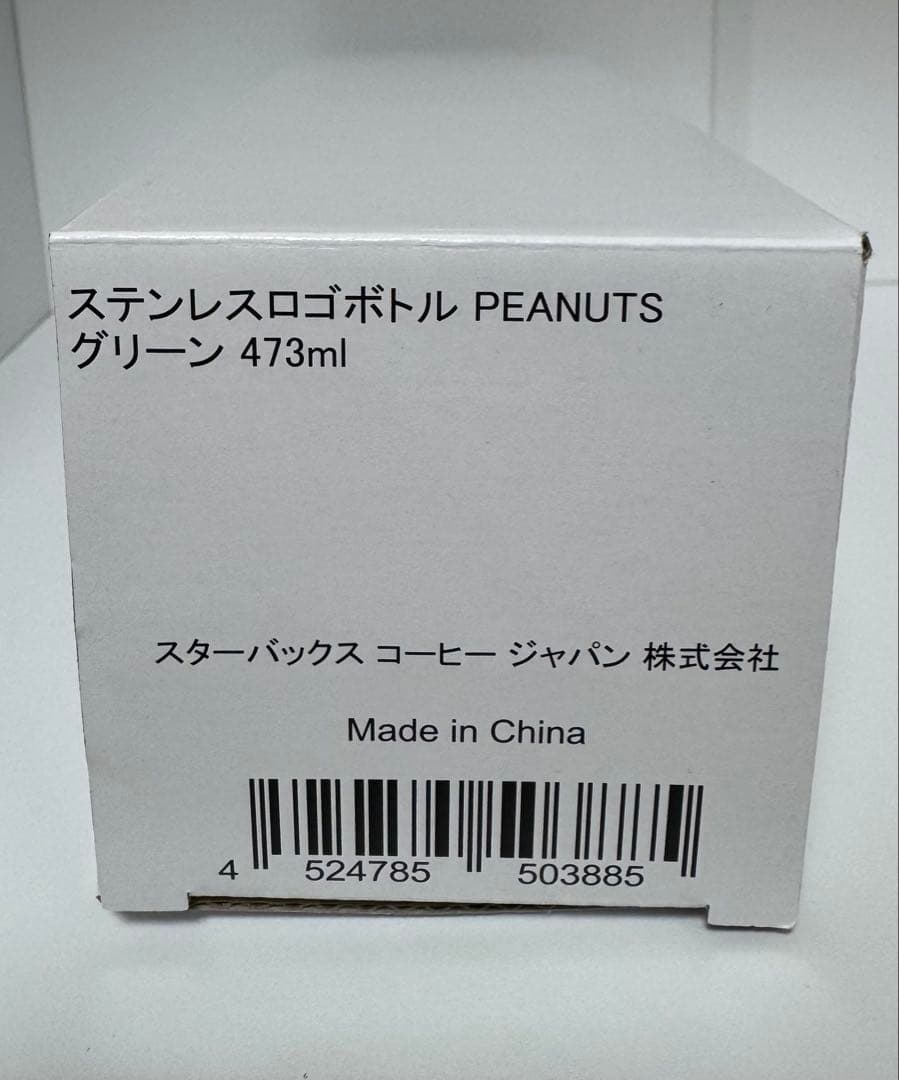 ステンレスロゴボトル PEANUTS
グリーン 473ml
スターバックス コーヒー ジャパン 株式会社
Made in China
4 524785 503885